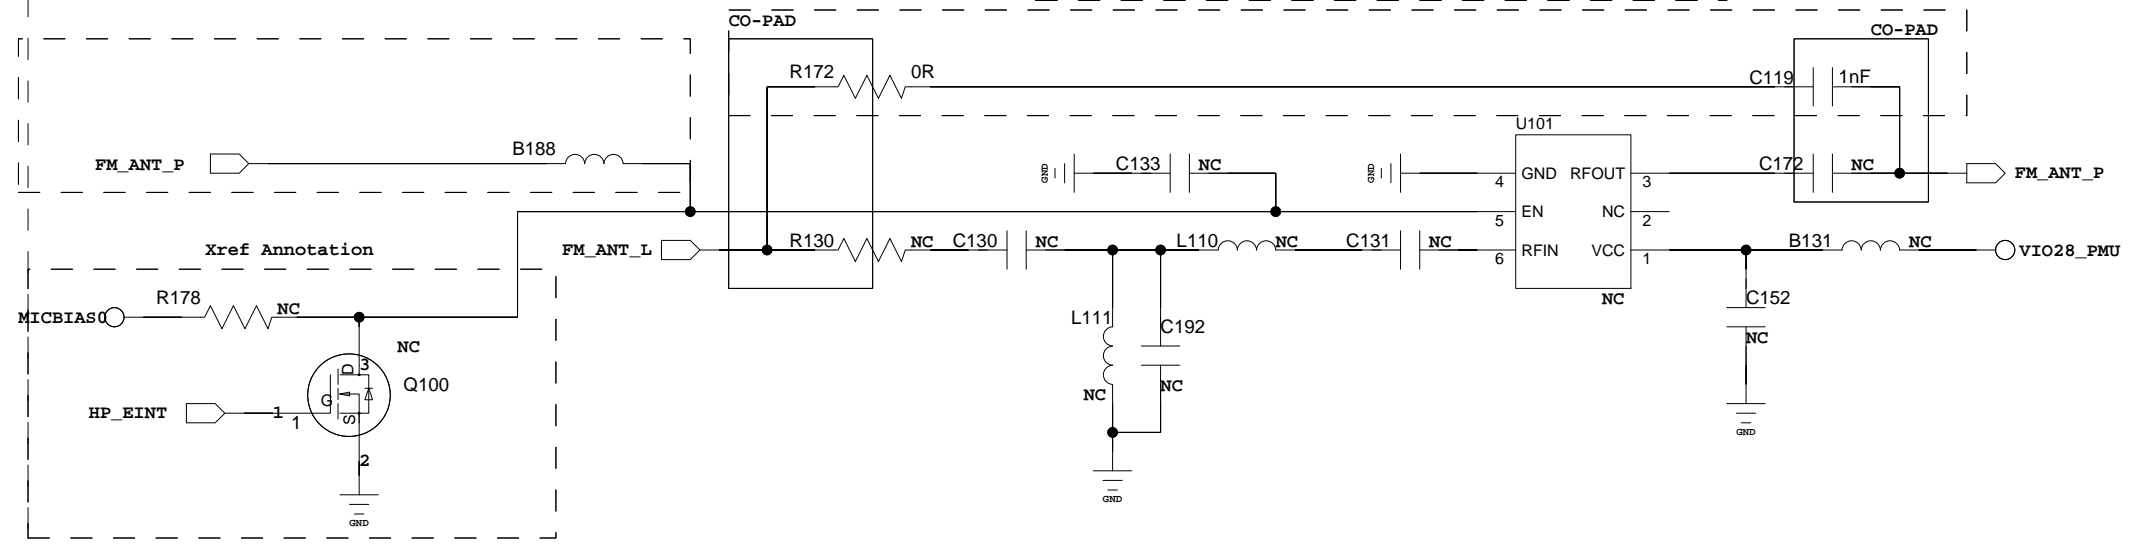 CO-PAD
CO-PAD
R172 0R
C119 1nF
U101
B188
FM_ANT_P
GND
C133 NC
GND
4 GND RFOUT 3
C172 NC
FM_ANT_P
5 EN NC 2
Xref Annotation
FM_ANT_L
R130 NC
C130 NC
L110 NC
C131 NC
6 RFIN VCC 1
B131 NC
VIO28_PMU
NC
MICBIAS0
R178 NC
C152
NC
L111
NC
C192
NC
NC
Q100
3
D
G
S
HP_EINT
1
1
2
GND
GND
GND